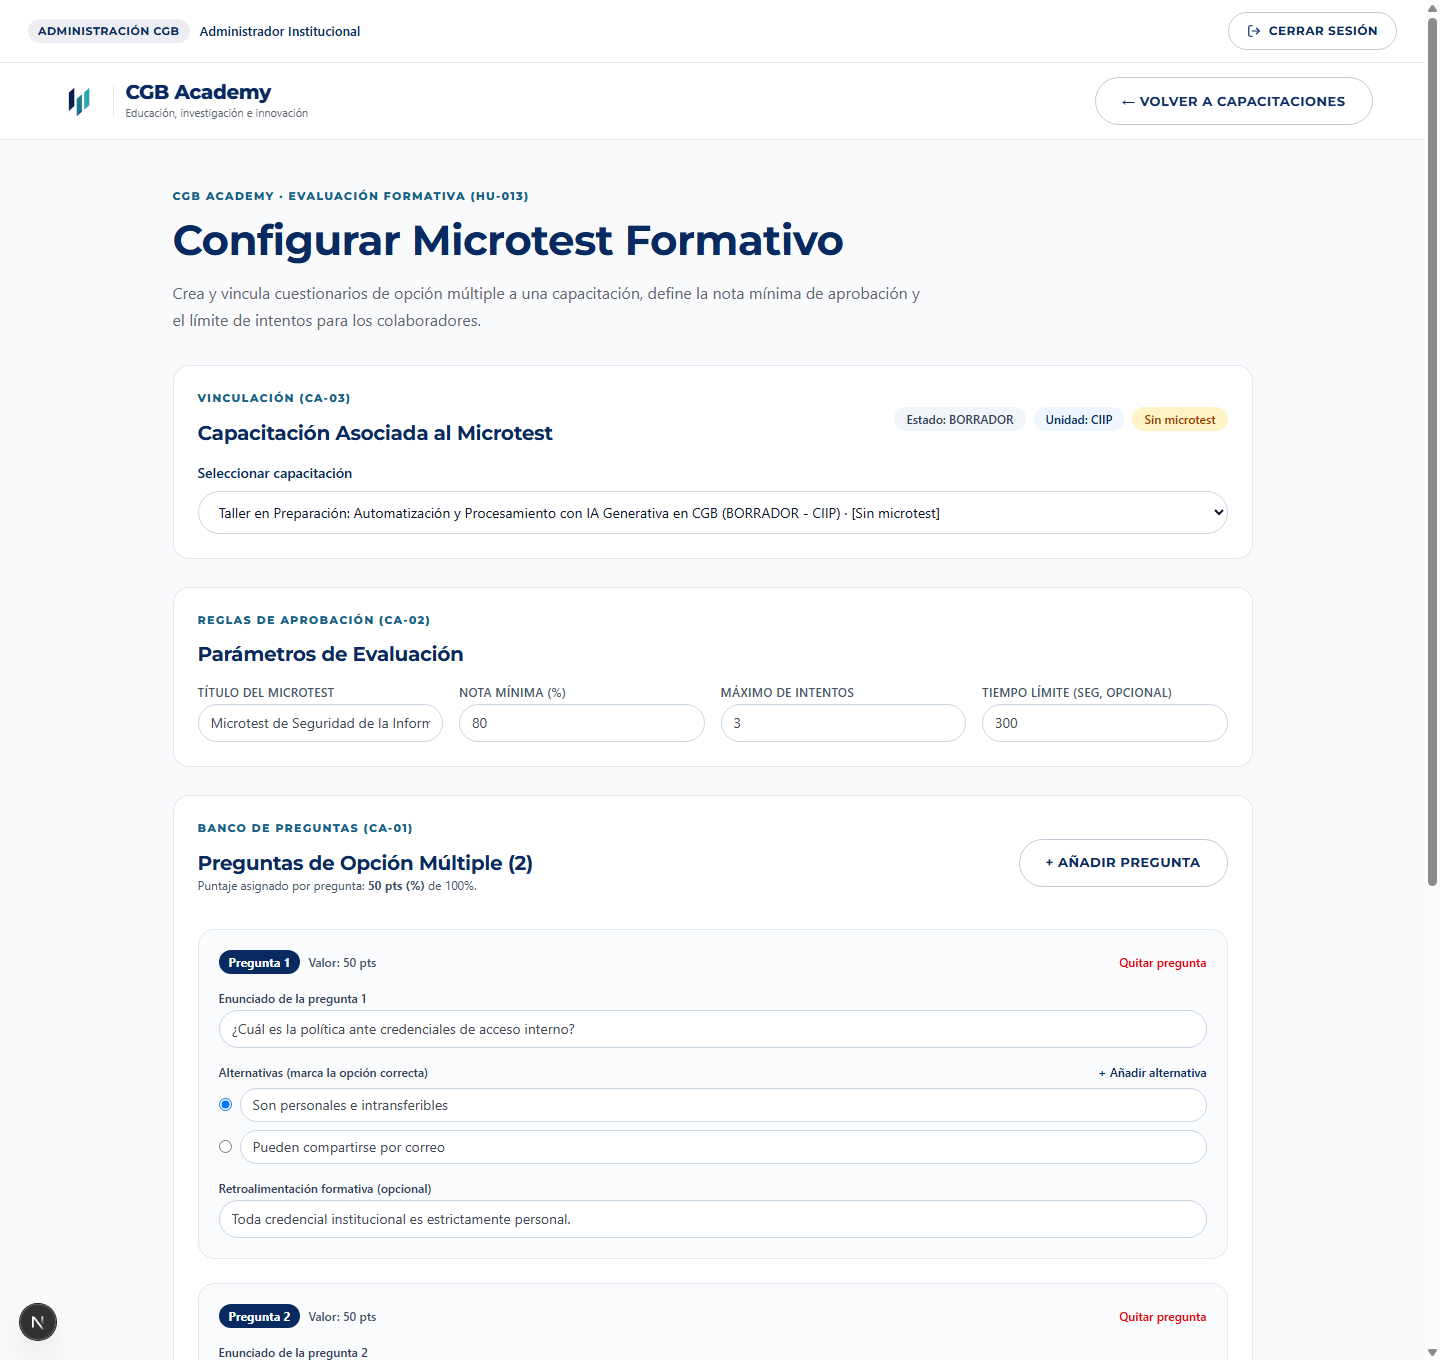 ADMINISTRACIÓN CGB Administrador Institucional CERRAR SESIÓN
CGB Academy
Educación, investigación e innovación
← VOLVER A CAPACITACIONES
CGB ACADEMY · EVALUACIÓN FORMATIVA (HU-013)
Configurar Microtest Formativo
Crea y vincula cuestionarios de opción múltiple a una capacitación, define la nota mínima de aprobación y
el límite de intentos para los colaboradores.
VINCULACIÓN (CA-03)
Capacitación Asociada al Microtest
Estado: BORRADOR Unidad: CIIP Sin microtest
Seleccionar capacitación
Taller en Preparación: Automatización y Procesamiento con IA Generativa en CGB (BORRADOR - CIIP) · [Sin microtest]
REGLAS DE APROBACIÓN (CA-02)
Parámetros de Evaluación
TÍTULO DEL MICROTEST NOTA MÍNIMA (%) MÁXIMO DE INTENTOS TIEMPO LÍMITE (SEG, OPCIONAL)
Microtest de Seguridad de la Inforn 80 3 300
BANCO DE PREGUNTAS (CA-01)
Preguntas de Opción Múltiple (2)
Puntaje asignado por pregunta: 50 pts (%) de 100%.
+ AÑADIR PREGUNTA
Pregunta 1 Valor: 50 pts Quitar pregunta
Enunciado de la pregunta 1
¿Cuál es la política ante credenciales de acceso interno?
Alternativas (marca la opción correcta) + Añadir alternativa
Son personales e intransferibles
Pueden compartirse por correo
Retroalimentación formativa (opcional)
Toda credencial institucional es estrictamente personal.
Pregunta 2 Valor: 50 pts Quitar pregunta
Enunciado de la pregunta 2
N